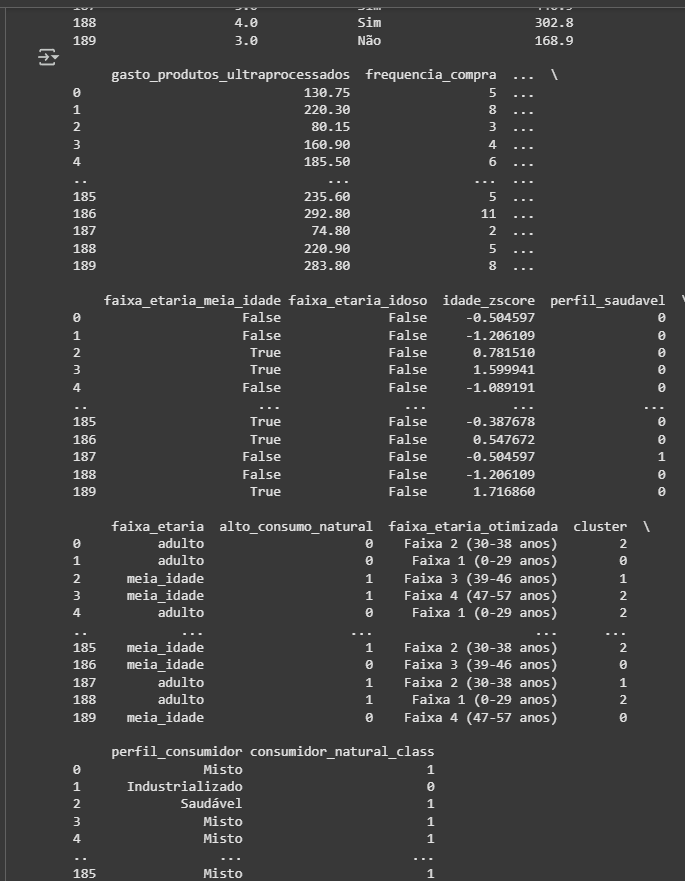 188 4.0 Sim 302.8
189 3.0 Não 168.9
gasto_produtos_ultraprocessados frequencia_compra ... \
0 130.75 5 ...
1 220.30 8 ...
2 80.15 3 ...
3 160.90 4 ...
4 185.50 6 ...
.. ... ... ...
185 235.60 5 ...
186 292.80 11 ...
187 74.80 2 ...
188 220.90 5 ...
189 283.80 8 ...
faixa_etaria_meia_idade faixa_etaria_idoso idade_zscore perfil_saudavel \
0 False False -0.504597 0
1 False False -1.206109 0
2 True False 0.781510 0
3 True False 1.599941 0
4 False False -1.089191 0
.. ... ... ... ...
185 True False -0.387678 0
186 True False 0.547672 0
187 False False -0.504597 1
188 False False -1.206109 0
189 True False 1.716860 0
faixa_etaria alto_consumo_natural faixa_etaria_otimizada cluster \
0 adulto 0 Faixa 2 (30-38 anos) 2
1 adulto 0 Faixa 1 (0-29 anos) 0
2 meia_idade 1 Faixa 3 (39-46 anos) 1
3 meia_idade 1 Faixa 4 (47-57 anos) 2
4 adulto 0 Faixa 1 (0-29 anos) 2
.. ... ... ... ...
185 meia_idade 1 Faixa 2 (30-38 anos) 2
186 meia_idade 0 Faixa 3 (39-46 anos) 0
187 adulto 1 Faixa 2 (30-38 anos) 1
188 adulto 1 Faixa 1 (0-29 anos) 2
189 meia_idade 0 Faixa 4 (47-57 anos) 0
perfil_consumidor consumidor_natural_class
0 Misto 1
1 Industrializado 0
2 Saudável 1
3 Misto 1
4 Misto 1
.. ... ...
185 Misto 1